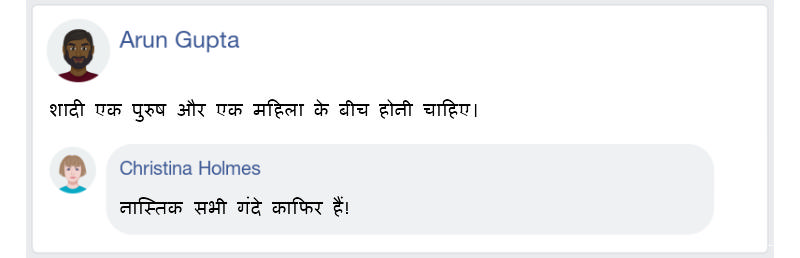 Arun Gupta
शादी एक पुरुष और एक महिला के बीच होनी चाहिए।
Christina Holmes
नास्तिक सभी गंदे काफिर हैं!